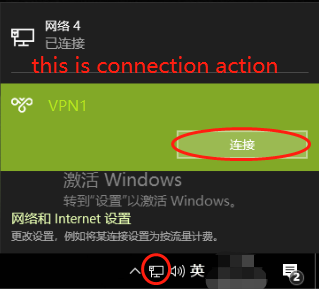 网络 4
已连接
this is connection action
VPN1
连接
激活 Windows
转到"设置"以激活 Windows。
网络和 Internet 设置
更改设置，例如将某连接设置为按流量计费。
英
2